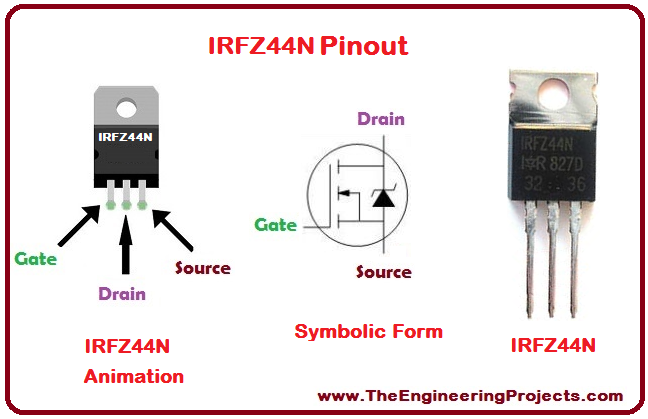 IRFZ44N Pinout
IRFZ44N
Gate
Drain
Source
IRFZ44N
Animation
Drain
Gate
Source
Symbolic Form
IRFZ44N
I R 827D
32 36
IRFZ44N
www.TheEngineeringProjects.com